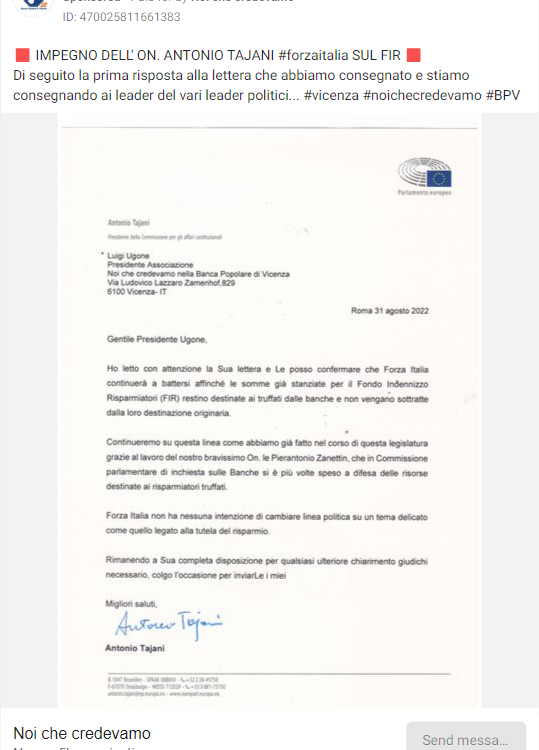 ID: 470025811661383
🟥 IMPEGNO DELL' ON. ANTONIO TAJANI #forzaitalia SUL FIR 🟥
Di seguito la prima risposta alla lettera che abbiamo consegnato e stiamo
consegnando ai leader del vari leader politici... #vicenza #noichecredevamo #BPV
Parlamento europeo
Antonio Tajani
Presidente della Commissione per gli affari costituzionali
Luigi Ugone
Presidente Associazione
Noi che credevamo nella Banca Popolare di Vicenza
Via Ludovico Lazzaro Zamenhof,829
6100 Vicenza- IT
Roma 31 agosto 2022
Gentile Presidente Ugone,
Ho letto con attenzione la Sua lettera e Le posso confermare che Forza Italia
continuerà a battersi affinché le somme già stanziate per il Fondo Indennizzo
Risparmiatori (FIR) restino destinate ai truffati dalle banche e non vengano sottratte
dalla loro destinazione originaria.
Continueremo su questa linea come abbiamo già fatto nel corso di questa legislatura
grazie al lavoro del nostro bravissimo On. le Pierantonio Zanettin, che in Commissione
parlamentare di inchiesta sulle Banche si è più volte speso a difesa delle risorse
destinate ai risparmiatori truffati.
Forza Italia non ha nessuna intenzione di cambiare linea politica su un tema delicato
come quello legato alla tutela del risparmio.
Rimanendo a Sua completa disposizione per qualsiasi ulteriore chiarimento giudichi
necessario, colgo l'occasione per inviarLe i miei
Migliori saluti,
Antonio Tajani
Antonio Tajani
Noi che credevamo
Send messa...